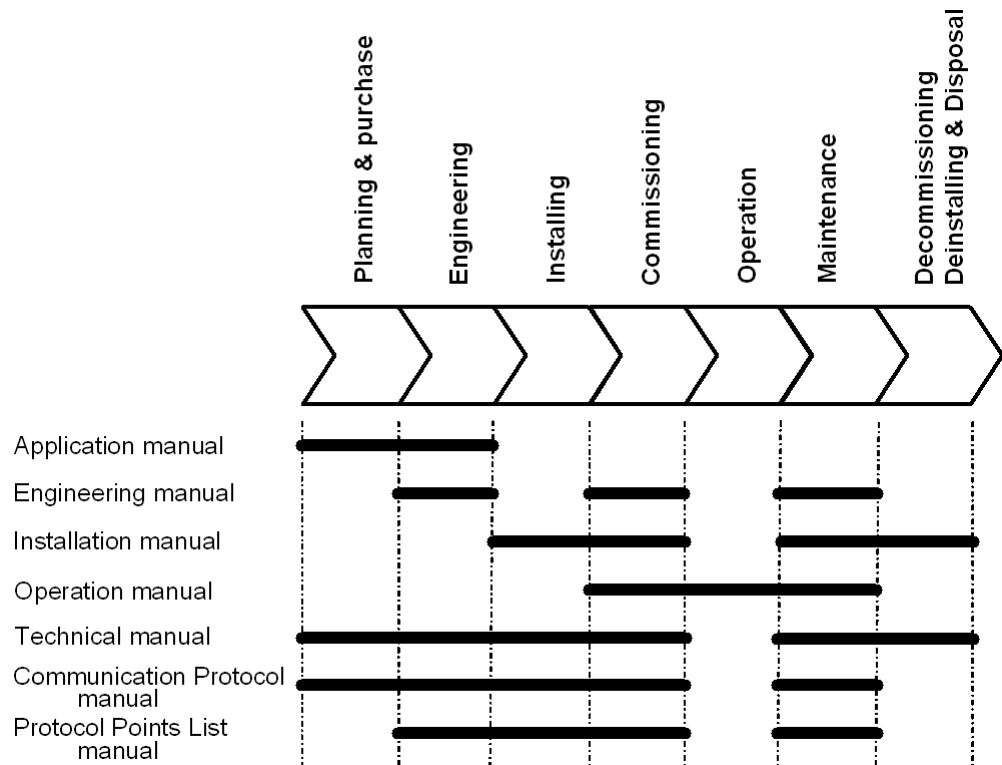 Planning & purchase
Engineering
Installing
Commissioning
Operation
Maintenance
Decommissioning
Deinstalling & Disposal
Application manual
Engineering manual
Installation manual
Operation manual
Technical manual
Communication Protocol
manual
Protocol Points List
manual